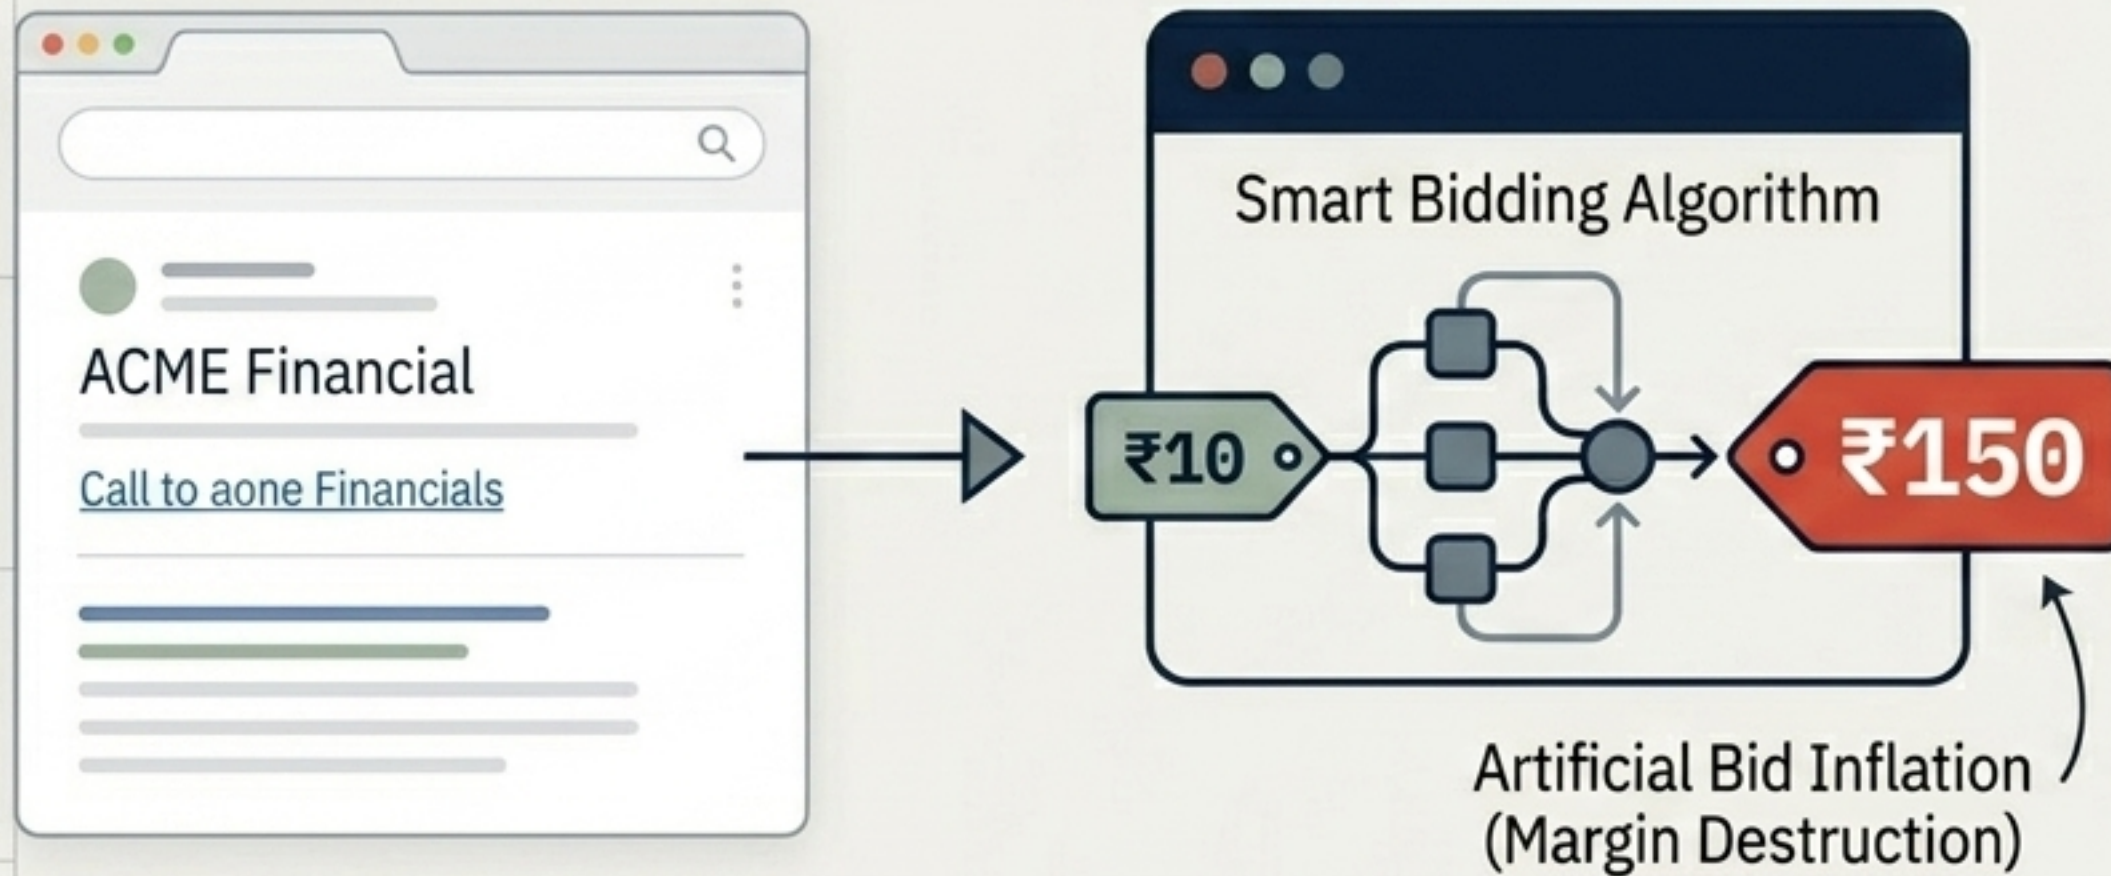 ACME Financial
Call to aone Financials
Smart Bidding Algorithm
₹10
₹150
Artificial Bid Inflation
(Margin Destruction)